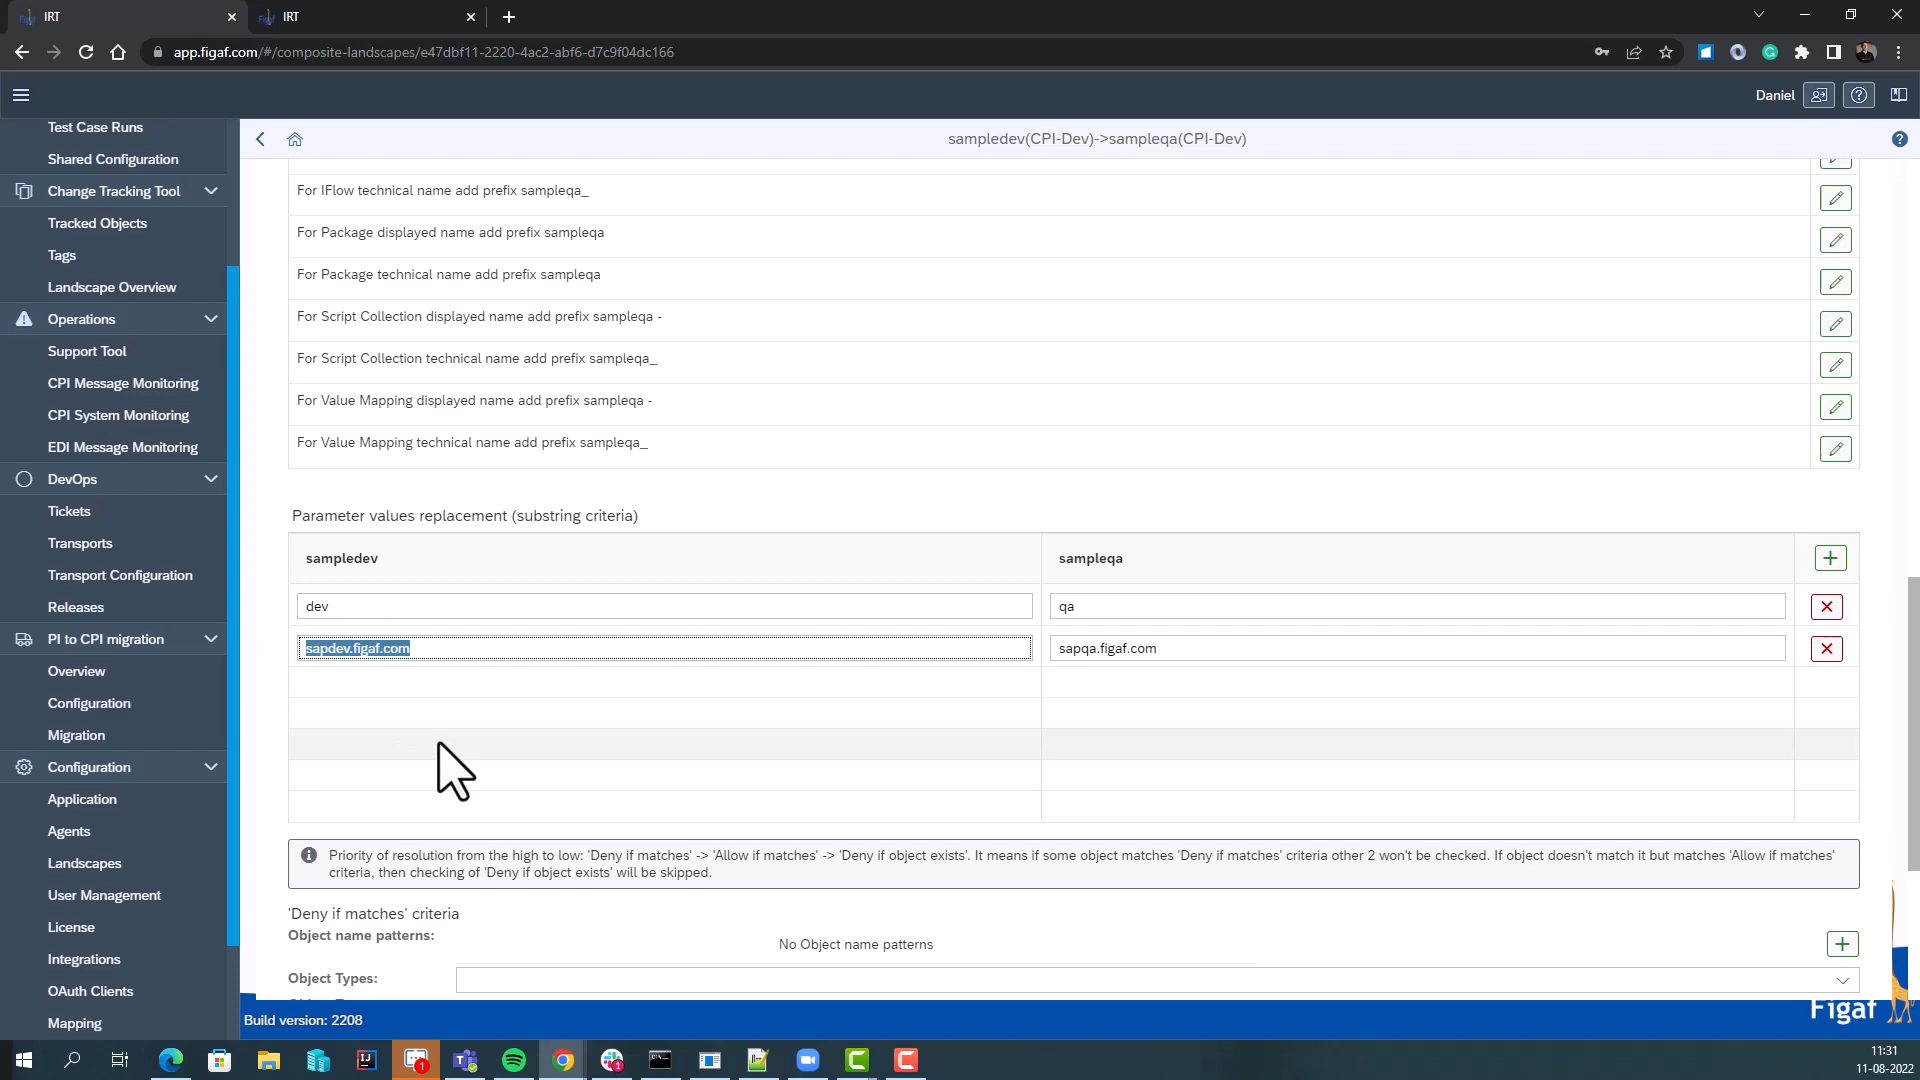 IRT
IRT
app.figaf.com/#/composite-landscapes/e47dbf11-2220-4ac2-abf6-d7c9f04dc166
Daniel
Test Case Runs
Shared Configuration
Change Tracking Tool
Tracked Objects
Tags
Landscape Overview
Operations
Support Tool
CPI Message Monitoring
CPI System Monitoring
EDI Message Monitoring
DevOps
Tickets
Transports
Transport Configuration
Releases
PI to CPI migration
Overview
Configuration
Migration
Configuration
Application
Agents
Landscapes
User Management
License
Integrations
OAuth Clients
Mapping
sampledev(CPI-Dev)->sampleqa(CPI-Dev)
For IFlow technical name add prefix sampleqa_
For Package displayed name add prefix sampleqa
For Package technical name add prefix sampleqa
For Script Collection displayed name add prefix sampleqa -
For Script Collection technical name add prefix sampleqa_
For Value Mapping displayed name add prefix sampleqa -
For Value Mapping technical name add prefix sampleqa_
Parameter values replacement (substring criteria)
sampledev sampleqa
dev qa
sapdev.figaf.com sapqa.figaf.com
Priority of resolution from the high to low: 'Deny if matches' -> 'Allow if matches' -> 'Deny if object exists'. It means if some object matches 'Deny if matches' criteria other 2 won't be checked. If object doesn't match it but matches 'Allow if matches'
criteria, then checking of 'Deny if object exists' will be skipped.
'Deny if matches' criteria
Object name patterns:
No Object name patterns
Object Types:
Figaf
Build version: 2208
11:31
11-08-2022